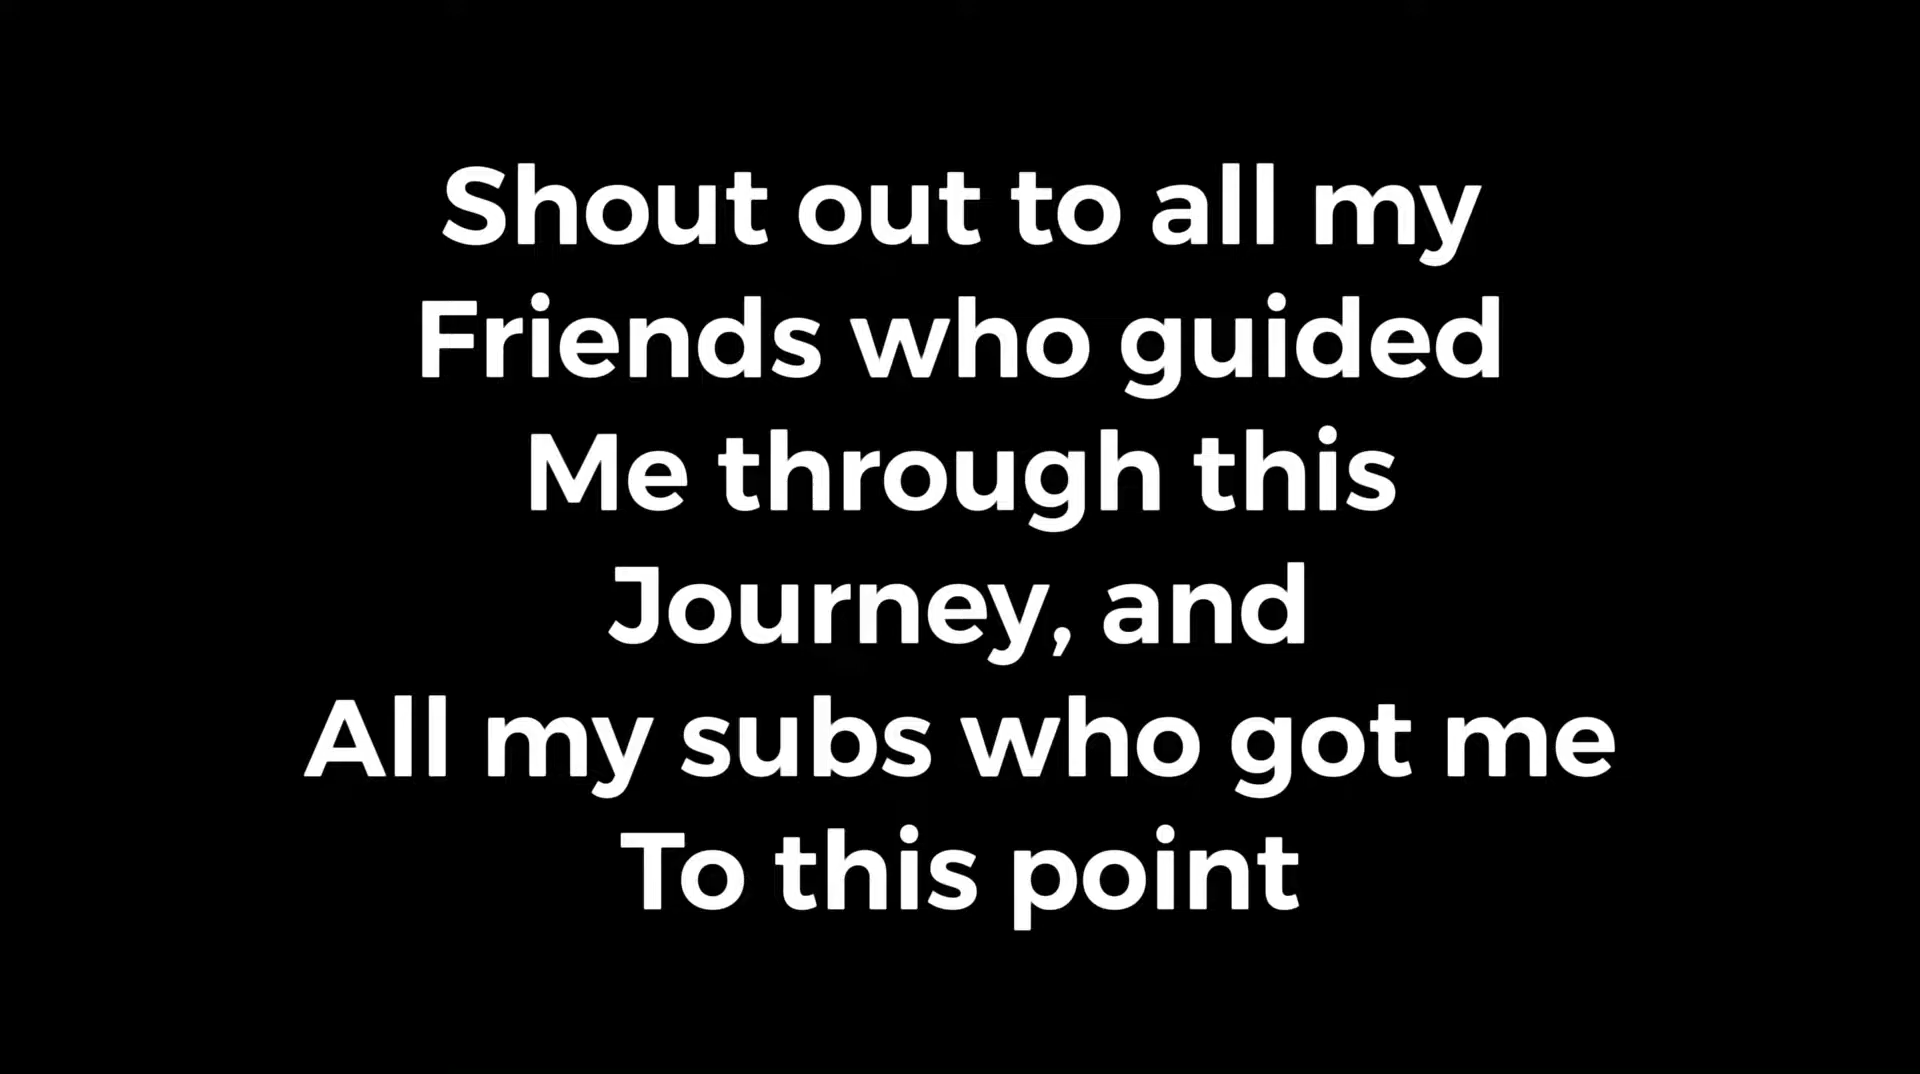 Shout out to all my
Friends who guided
Me through this
Journey, and
All my subs who got me
To this point